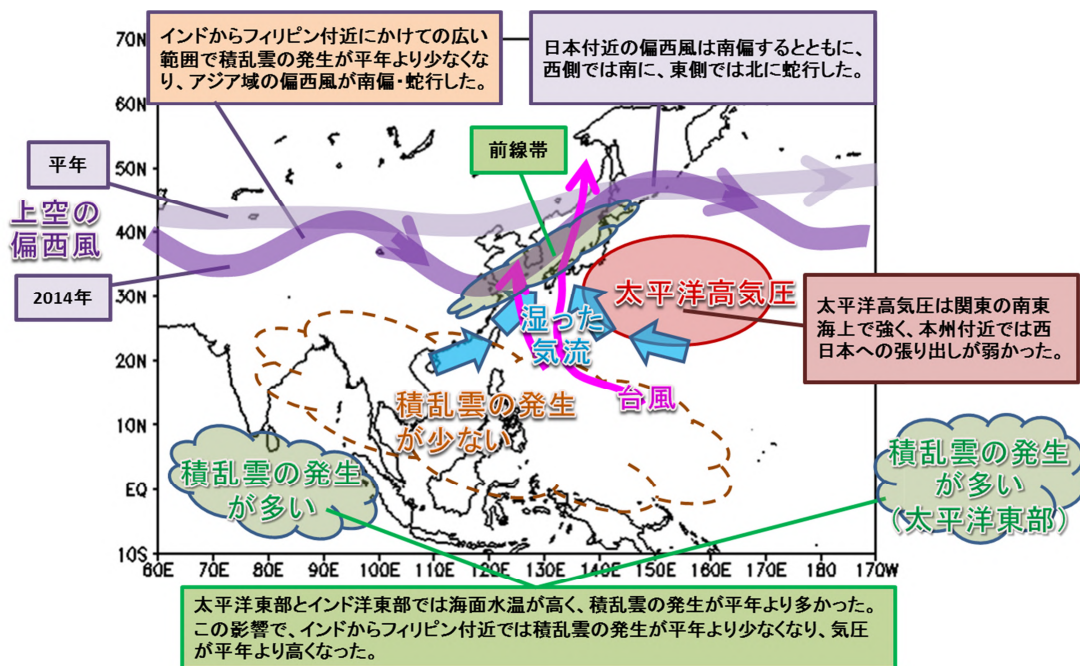 インドからフィリピン付近にかけての広い
範囲で積乱雲の発生が平年より少なくな
り、アジア域の偏西風が南偏・蛇行した。
日本付近の偏西風は南偏するとともに、
西側では南に、東側では北に蛇行した。
前線帯
平年
上空の
偏西風
2014年
太平洋高気圧
太平洋高気圧は関東の南東
海上で強く、本州付近では西
日本への張り出しが弱かった。
湿った
気流
台風
積乱雲の発生
が少ない
積乱雲の発生
が多い
積乱雲の発生
が多い
（太平洋東部）
70N
60N
50N
40N
30N
20N
10N
EQ
10S
60E 70E 80E 90E 100E 110E 120E 130E 140E 150E 160E 170E 180 170W
太平洋東部とインド洋東部では海面水温が高く、積乱雲の発生が平年より多かった。
この影響で、インドからフィリピン付近では積乱雲の発生が平年より少なくなり、気圧
が平年より高くなった。